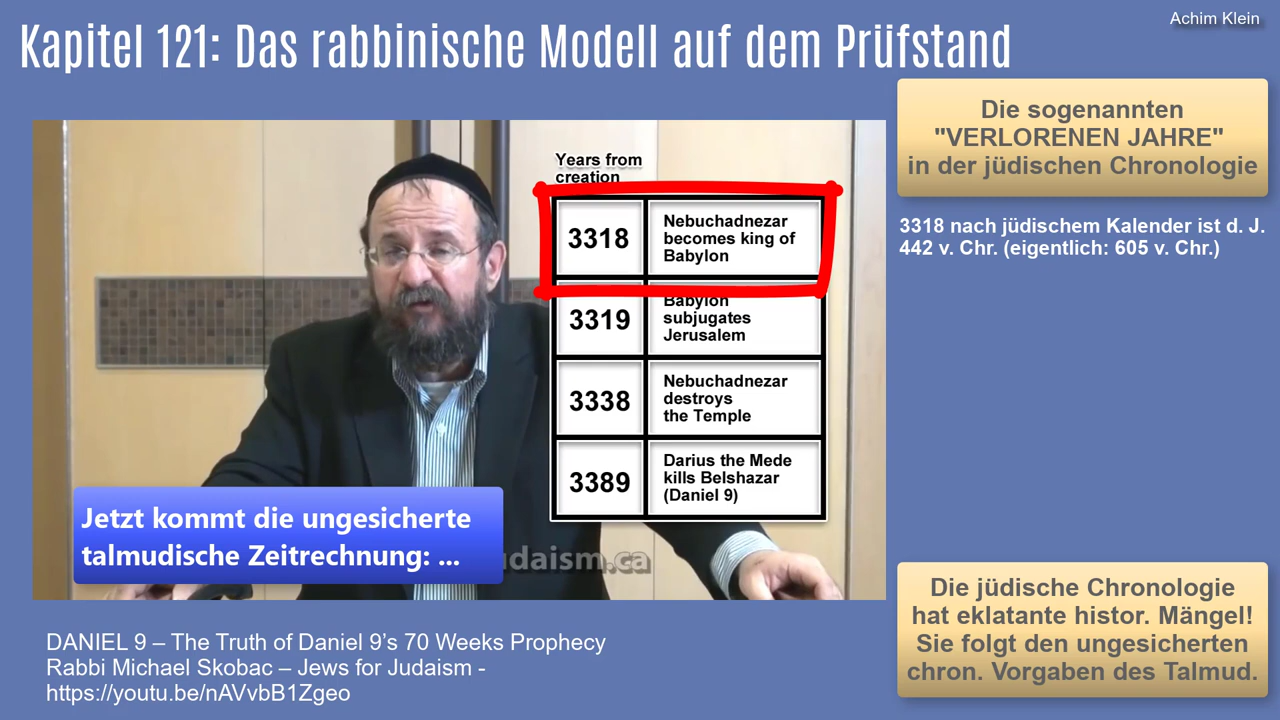 Achim Klein
Kapitel 121: Das rabbinische Modell auf dem Prüfstand
Die sogenannten
"VERLORENEN JAHRE"
in der jüdischen Chronologie
3318 nach jüdischem Kalender ist d. J.
442 v. Chr. (eigentlich: 605 v. Chr.)
Years from
creation
3318
Nebuchadnezar
becomes king of
Babylon
3319
Babylon
subjugates
Jerusalem
3338
Nebuchadnezar
destroys
the Temple
3389
Darius the Mede
kills Belshazar
(Daniel 9)
Jetzt kommt die ungesicherte
talmudische Zeitrechnung: ...
udaism.ca
DANIEL 9 – The Truth of Daniel 9’s 70 Weeks Prophecy
Rabbi Michael Skobac – Jews for Judaism -
https://youtu.be/nAVvbB1Zgeo
Die jüdische Chronologie
hat eklatante histor. Mängel!
Sie folgt den ungesicherten
chron. Vorgaben des Talmud.